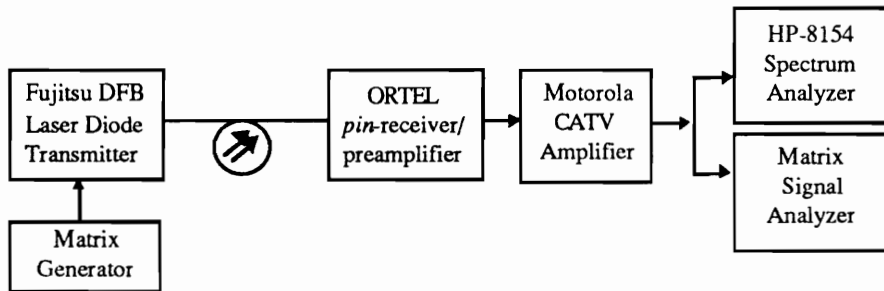 Fujitsu DFB
Laser Diode
Transmitter
Matrix
Generator
ORTEL
pin-receiver/
preamplifier
Motorola
CATV
Amplifier
HP-8154
Spectrum
Analyzer
Matrix
Signal
Analyzer